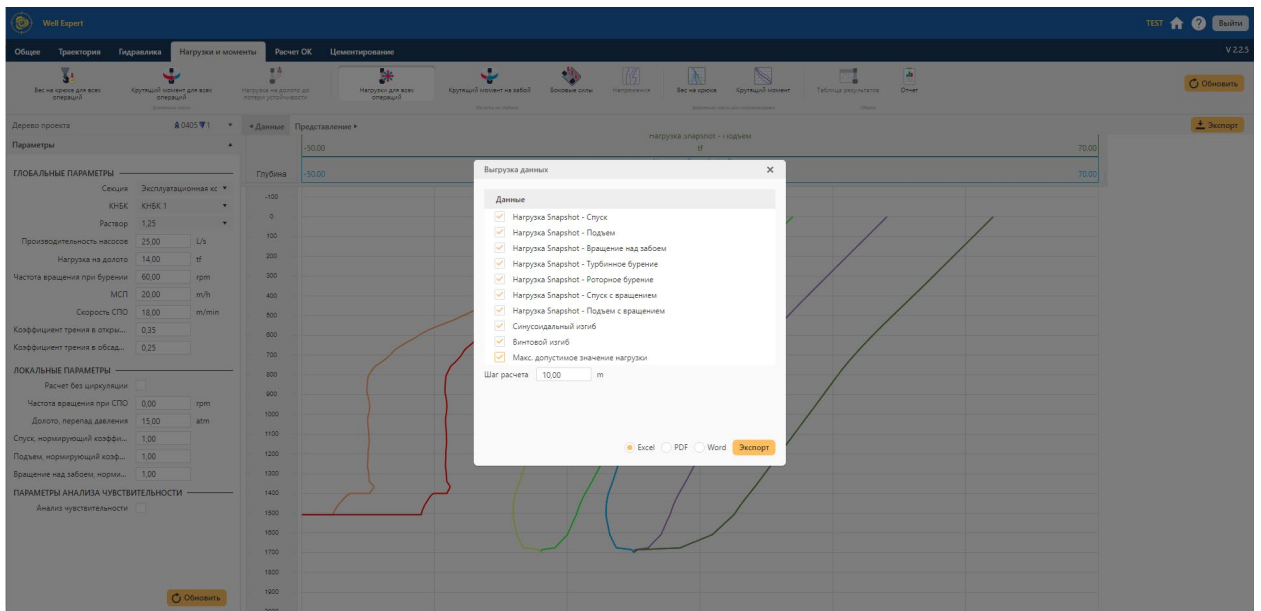 Well Expert
TEST
Выйти
Общее Траектория Гидравлика Нагрузки и моменты Расчет ОК Цементирование
V 2.2.5
Вес на крюке для всех операций
Крутящий момент для всех операций
Нагрузка на долото до потери устойчивости
Нагрузки для всех операций
Крутящий момент на забой
Боковые силы
Напряжения
Вес на крюке
Крутящий момент
Таблица результатов
Отчет
Обновить
Дерево проекта
0405 1
Данные Представление
Экспорт
Параметры
Нагрузка Snapshot - Подъем
-50.00 tf 70.00
Глубина -50.00 70.00
ГЛОБАЛЬНЫЕ ПАРАМЕТРЫ
Секция Эксплуатационная кс
КНБК КНБК 1
Раствор 1,25
Производительность насосов 25,00 L/s
Нагрузка на долото 14,00 tf
Частота вращения при бурении 60,00 rpm
МСП 20,00 m/h
Скорость СПО 18,00 m/min
Коэффициент трения в откры... 0,35
Коэффициент трения в обсад... 0,25
ЛОКАЛЬНЫЕ ПАРАМЕТРЫ
Расчет без циркуляции
Частота вращения при СПО 0,00 rpm
Долото, перепад давления 15,00 atm
Спуск, нормирующий коэффи... 1,00
Подъем, нормирующий коэф... 1,00
Вращение над забоем, норми... 1,00
ПАРАМЕТРЫ АНАЛИЗА ЧУВСТВИТЕЛЬНОСТИ
Анализ чувствительности
Обновить
-100
0
100
200
300
400
500
600
700
800
900
1000
1100
1200
1300
1400
1500
1600
1700
1800
1900
Выгрузка данных
Данные
Нагрузка Snapshot - Спуск
Нагрузка Snapshot - Подъем
Нагрузка Snapshot - Вращение над забоем
Нагрузка Snapshot - Турбинное бурение
Нагрузка Snapshot - Роторное бурение
Нагрузка Snapshot - Спуск с вращением
Нагрузка Snapshot - Подъем с вращением
Синусоидальный изгиб
Винтовой изгиб
Макс. допустимое значение нагрузки
Шаг расчета 10,00 m
Excel PDF Word Экспорт